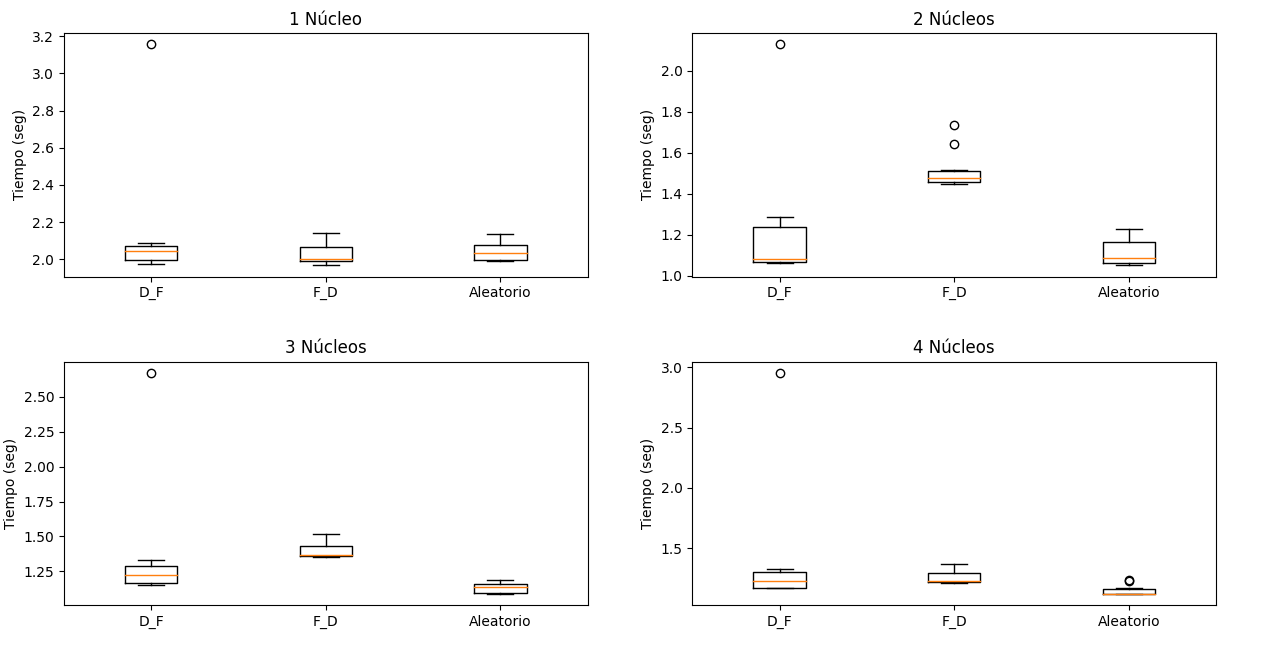 1 Núcleo
3.2
3.0
2.8
2.6
2.4
2.2
2.0
Tiempo (seg)
D_F F_D Aleatorio
2 Núcleos
2.0
1.8
1.6
1.4
1.2
1.0
Tiempo (seg)
D_F F_D Aleatorio
3 Núcleos
2.50
2.25
2.00
1.75
1.50
1.25
Tiempo (seg)
D_F F_D Aleatorio
4 Núcleos
3.0
2.5
2.0
1.5
Tiempo (seg)
D_F F_D Aleatorio